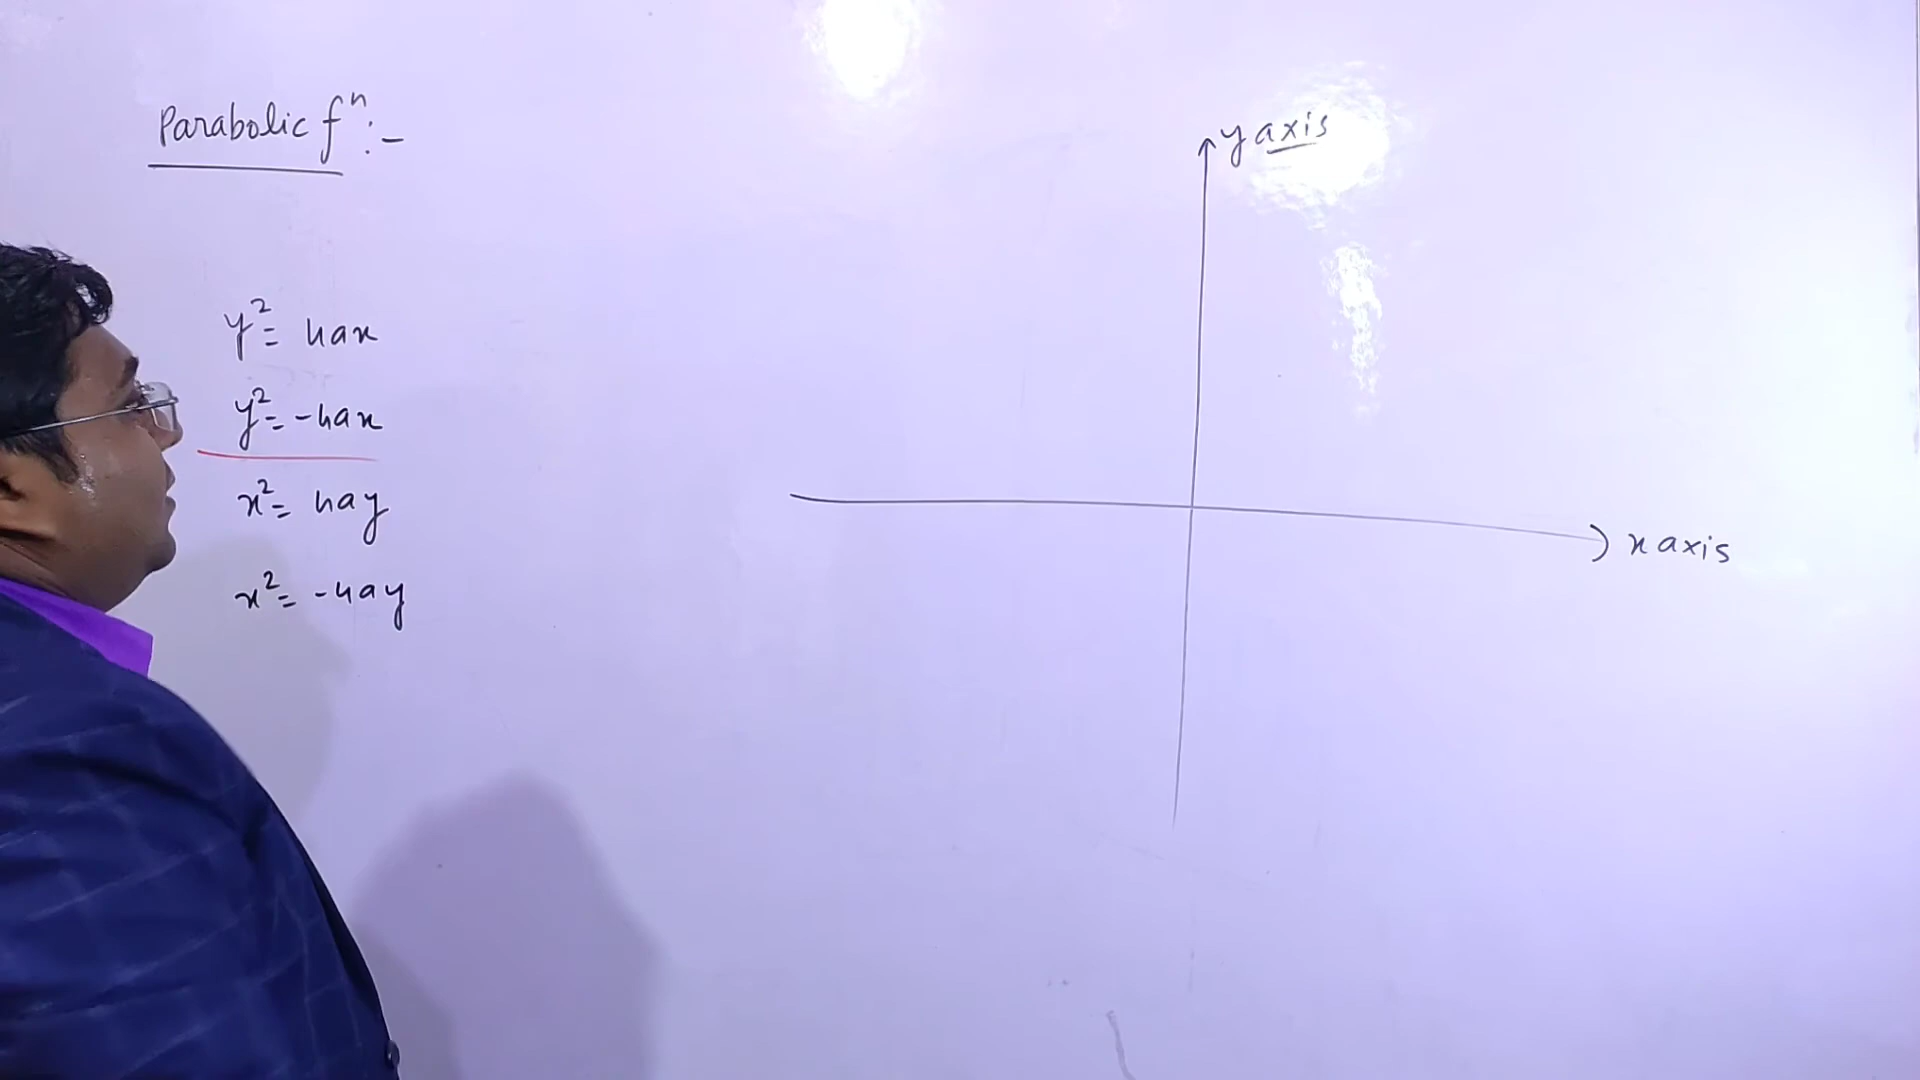 Parabolic fⁿ :-
y² = 4ax
y² = -4ax
x² = 4ay
x² = -4ay
y axis
x axis